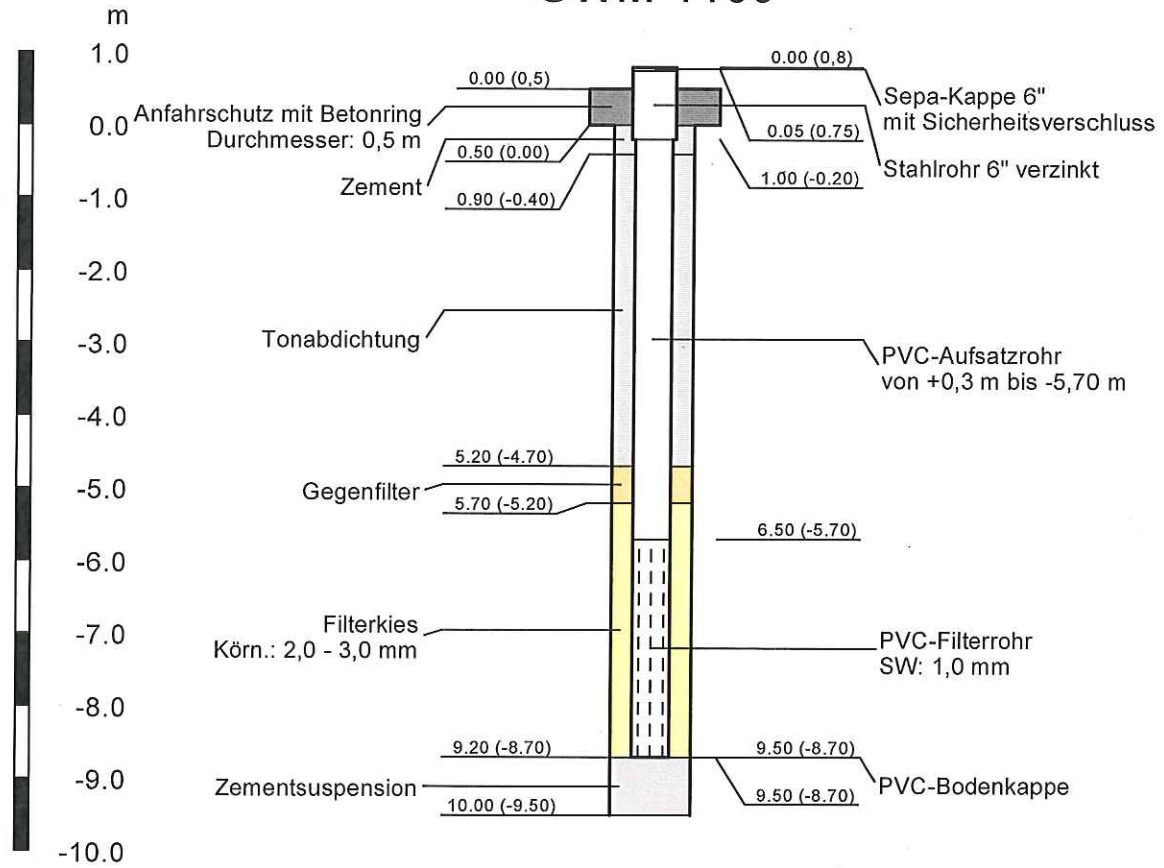 m
1.0
0.0
-1.0
-2.0
-3.0
-4.0
-5.0
-6.0
-7.0
-8.0
-9.0
-10.0
0.00 (0,5)
Anfahrschutz mit Betonring
Durchmesser: 0,5 m
0.50 (0.00)
Zement
0.90 (-0.40)
Tonabdichtung
5.20 (-4.70)
Gegenfilter
5.70 (-5.20)
Filterkies
Körn.: 2,0 - 3,0 mm
9.20 (-8.70)
Zementsuspension
10.00 (-9.50)
0.00 (0,8)
Sepa-Kappe 6"
mit Sicherheitsverschluss
0.05 (0.75)
Stahlrohr 6" verzinkt
1.00 (-0.20)
PVC-Aufsatzrohr
von +0,3 m bis -5,70 m
6.50 (-5.70)
PVC-Filterrohr
SW: 1,0 mm
9.50 (-8.70)
PVC-Bodenkappe
9.50 (-8.70)